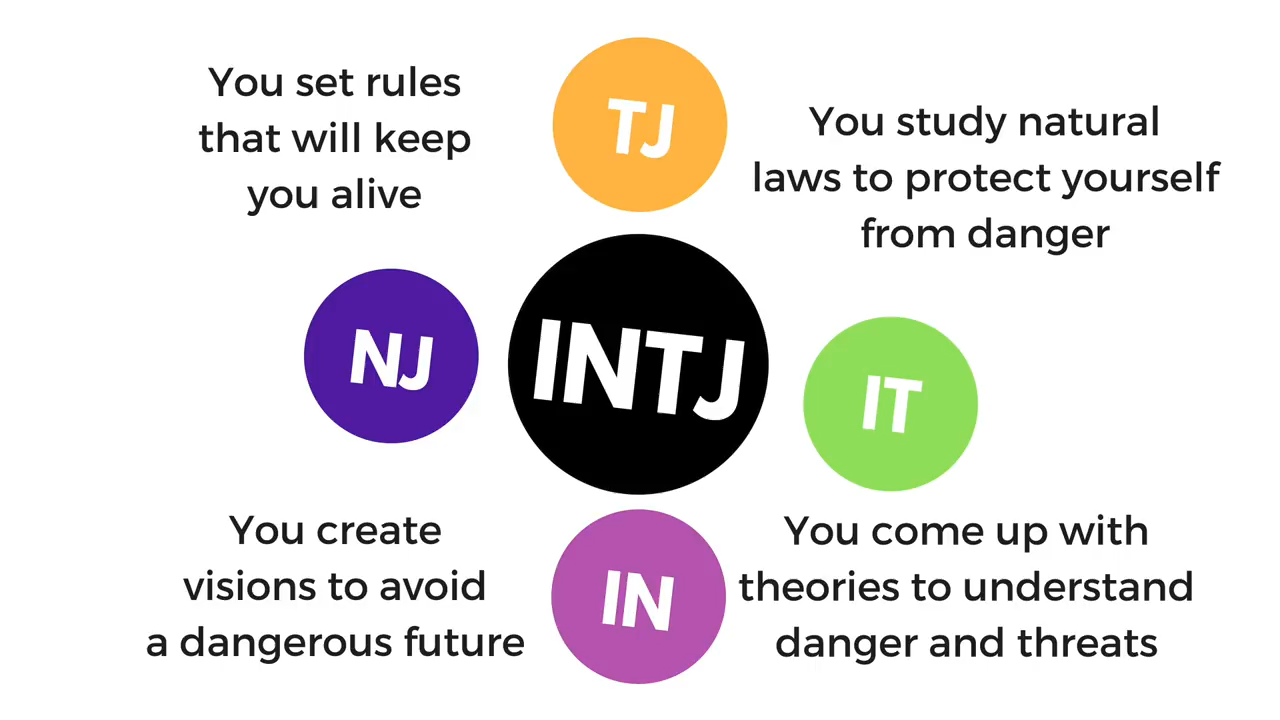 You set rules
that will keep
you alive
TJ
You study natural
laws to protect yourself
from danger
NJ
INTJ
IT
You create
visions to avoid
a dangerous future
IN
You come up with
theories to understand
danger and threats